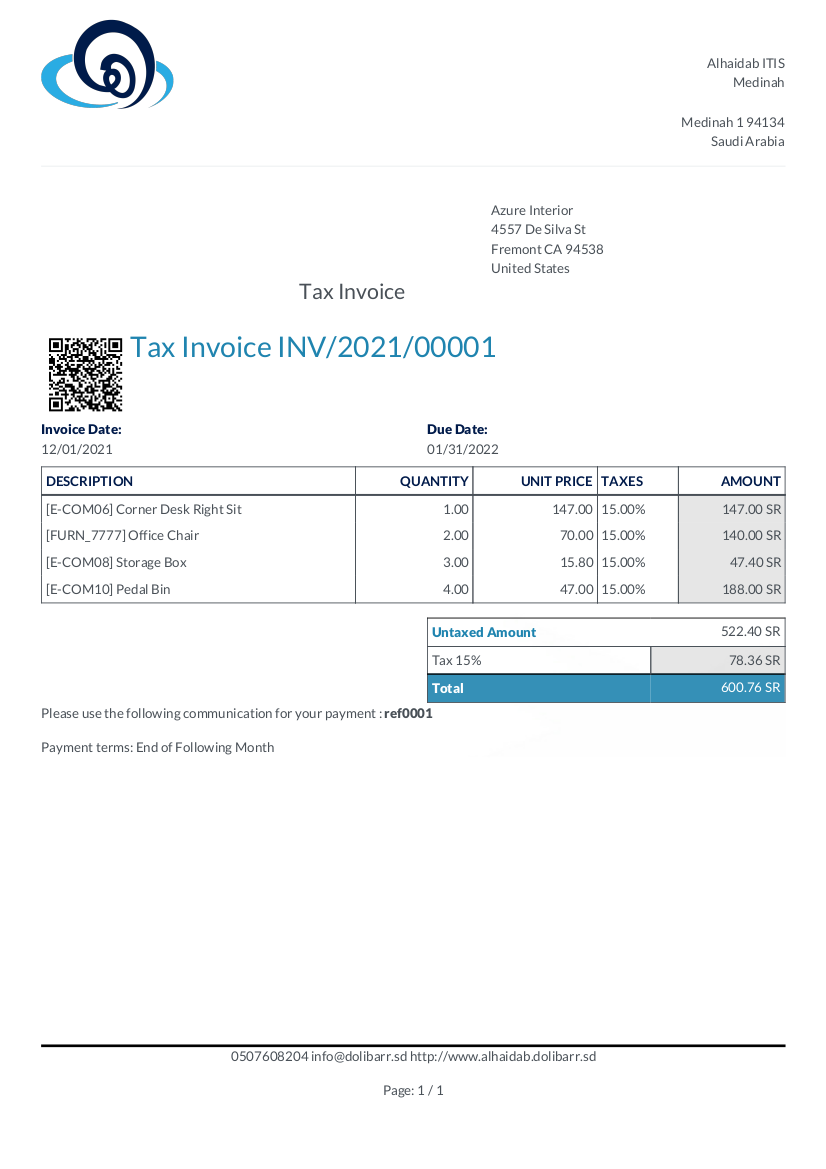 Alhaidab ITIS
Medinah
Medinah 1 94134
Saudi Arabia
Azure Interior
4557 De Silva St
Fremont CA 94538
United States
Tax Invoice
Tax Invoice INV/2021/00001
Invoice Date: Due Date:
12/01/2021 01/31/2022
DESCRIPTION QUANTITY UNIT PRICE TAXES AMOUNT
[E-COM06] Corner Desk Right Sit 1.00 147.00 15.00% 147.00 SR
[FURN_7777] Office Chair 2.00 70.00 15.00% 140.00 SR
[E-COM08] Storage Box 3.00 15.80 15.00% 47.40 SR
[E-COM10] Pedal Bin 4.00 47.00 15.00% 188.00 SR
Untaxed Amount 522.40 SR
Tax 15% 78.36 SR
Total 600.76 SR
Please use the following communication for your payment : ref0001
Payment terms: End of Following Month
0507608204 info@dolibarr.sd http://www.alhaidab.dolibarr.sd
Page: 1 / 1